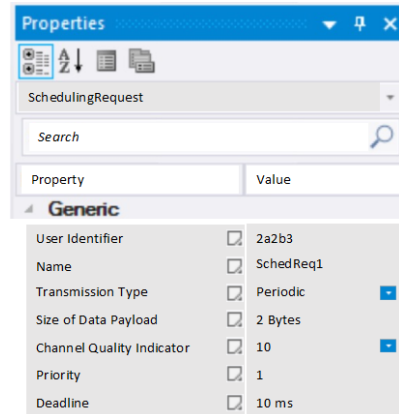 Properties
SchedulingRequest
Search
Property Value
Generic
User Identifier 2a2b3
Name SchedReq1
Transmission Type Periodic
Size of Data Payload 2 Bytes
Channel Quality Indicator 10
Priority 1
Deadline 10 ms